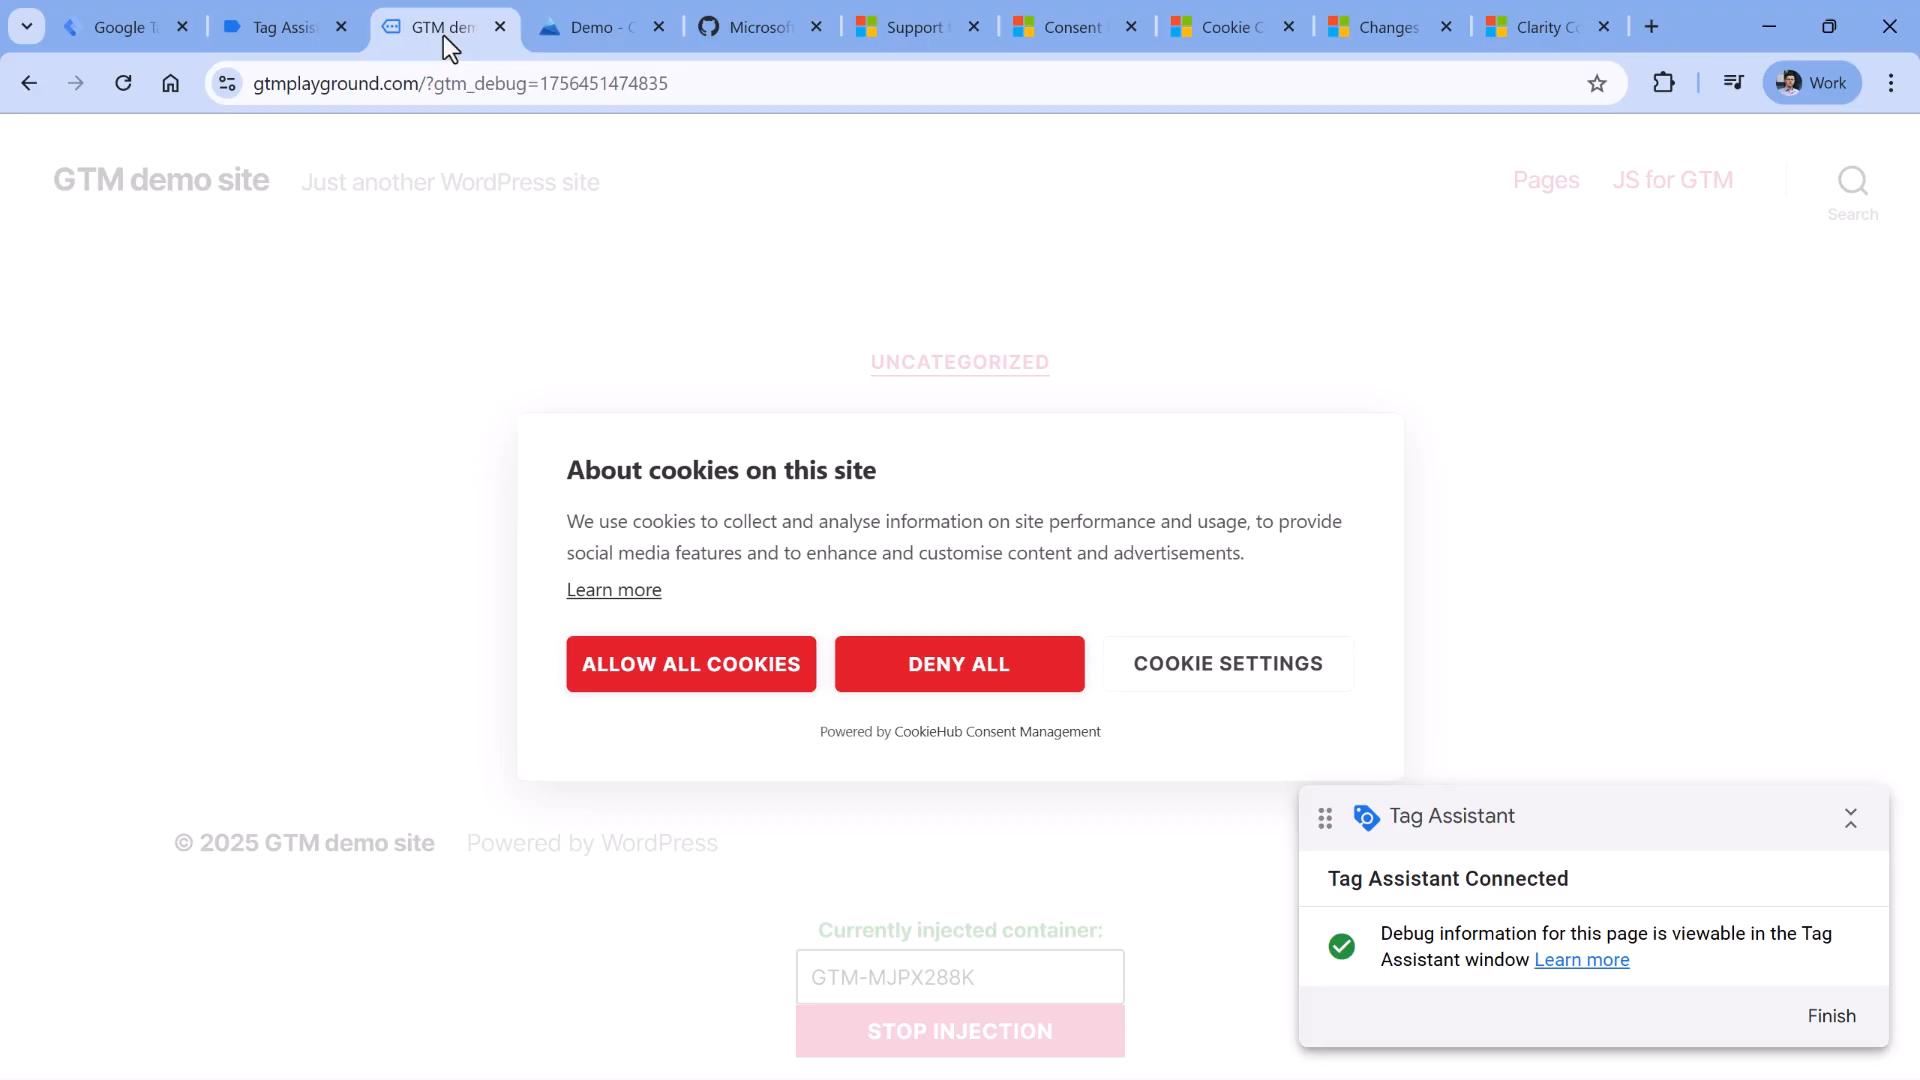 Google T
Tag Assis
GTM dem
Demo - C
Microsof
Support
Consent
Cookie C
Changes
Clarity Co
gtmplayground.com/?gtm_debug=1756451474835
Work
GTM demo site
Just another WordPress site
Pages
JS for GTM
Search
UNCATEGORIZED
About cookies on this site
We use cookies to collect and analyse information on site performance and usage, to provide
social media features and to enhance and customise content and advertisements.
Learn more
ALLOW ALL COOKIES
DENY ALL
COOKIE SETTINGS
Powered by CookieHub Consent Management
© 2025 GTM demo site
Powered by WordPress
Currently injected container:
GTM-MJPX288K
STOP INJECTION
Tag Assistant
Tag Assistant Connected
Debug information for this page is viewable in the Tag
Assistant window Learn more
Finish